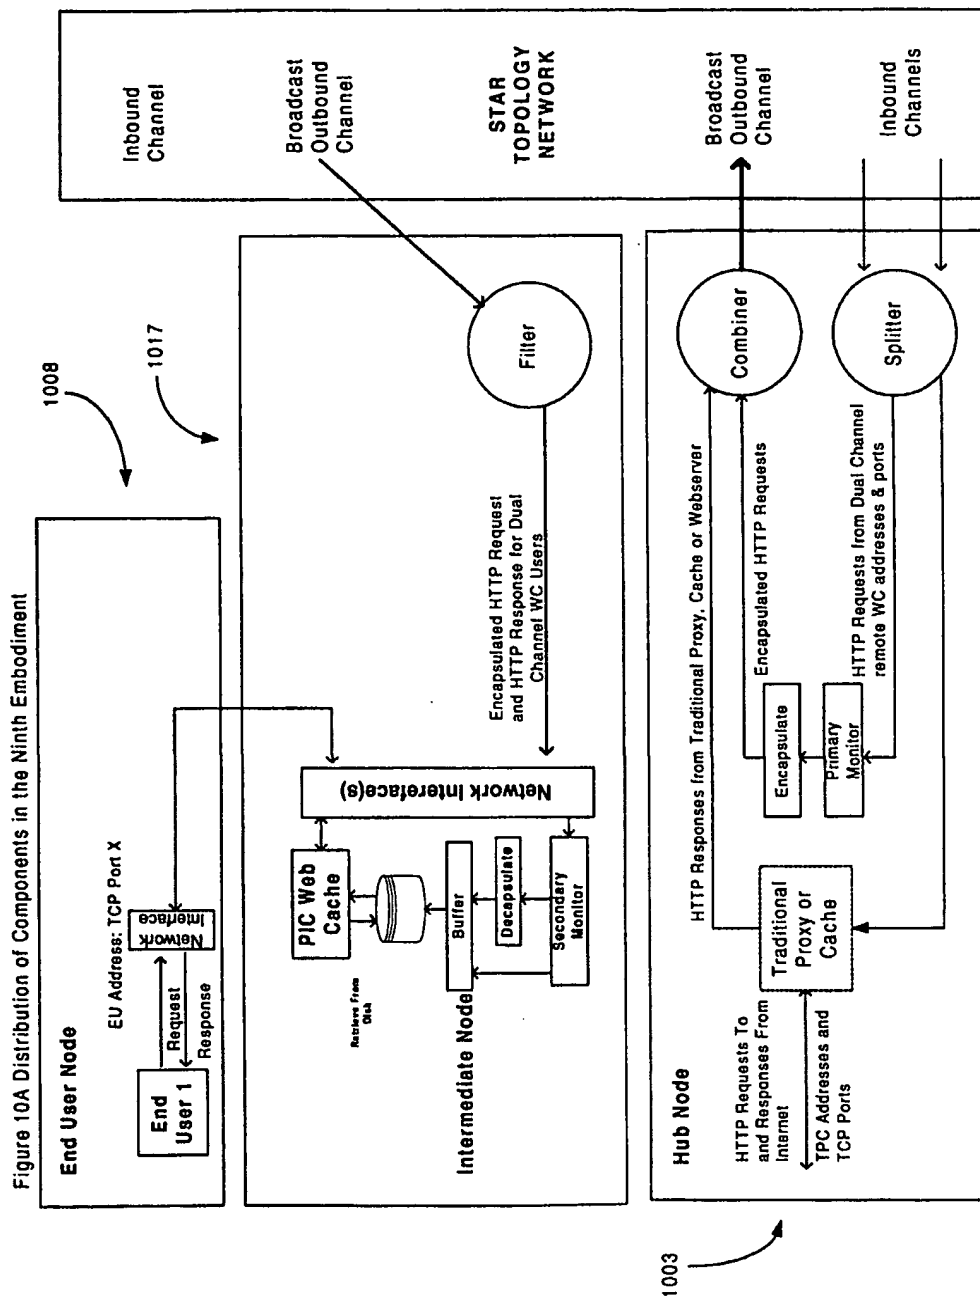 Figure 10A Distribution of Components in the Ninth Embodiment
1008
1017
1003
End User Node
End
User 1
Request
Response
EU Address: TCP Port X
Network
Interface
Intermediate Node
PIC Web
Cache
Retrieve From
Disk
Buffer
Decapsulate
Secondary
Monitor
Network Intereface(s)
Encapsulated HTTP Request
and HTTP Response for Dual
Channel WC Users
Filter
Hub Node
HTTP Requests To
and Responses From
Internet
TPC Addresses and
TCP Ports
Traditional
Proxy or
Cache
HTTP Responses from Traditional Proxy, Cache or Webserver
Encapsulated HTTP Requests
Encapsulate
Primary
Monitor
HTTP Requests from Dual Channel
remote WC addresses & ports
Combiner
Splitter
Inbound
Channel
Broadcast
Outbound
Channel
STAR
TOPOLOGY
NETWORK
Broadcast
Outbound
Channel
Inbound
Channels